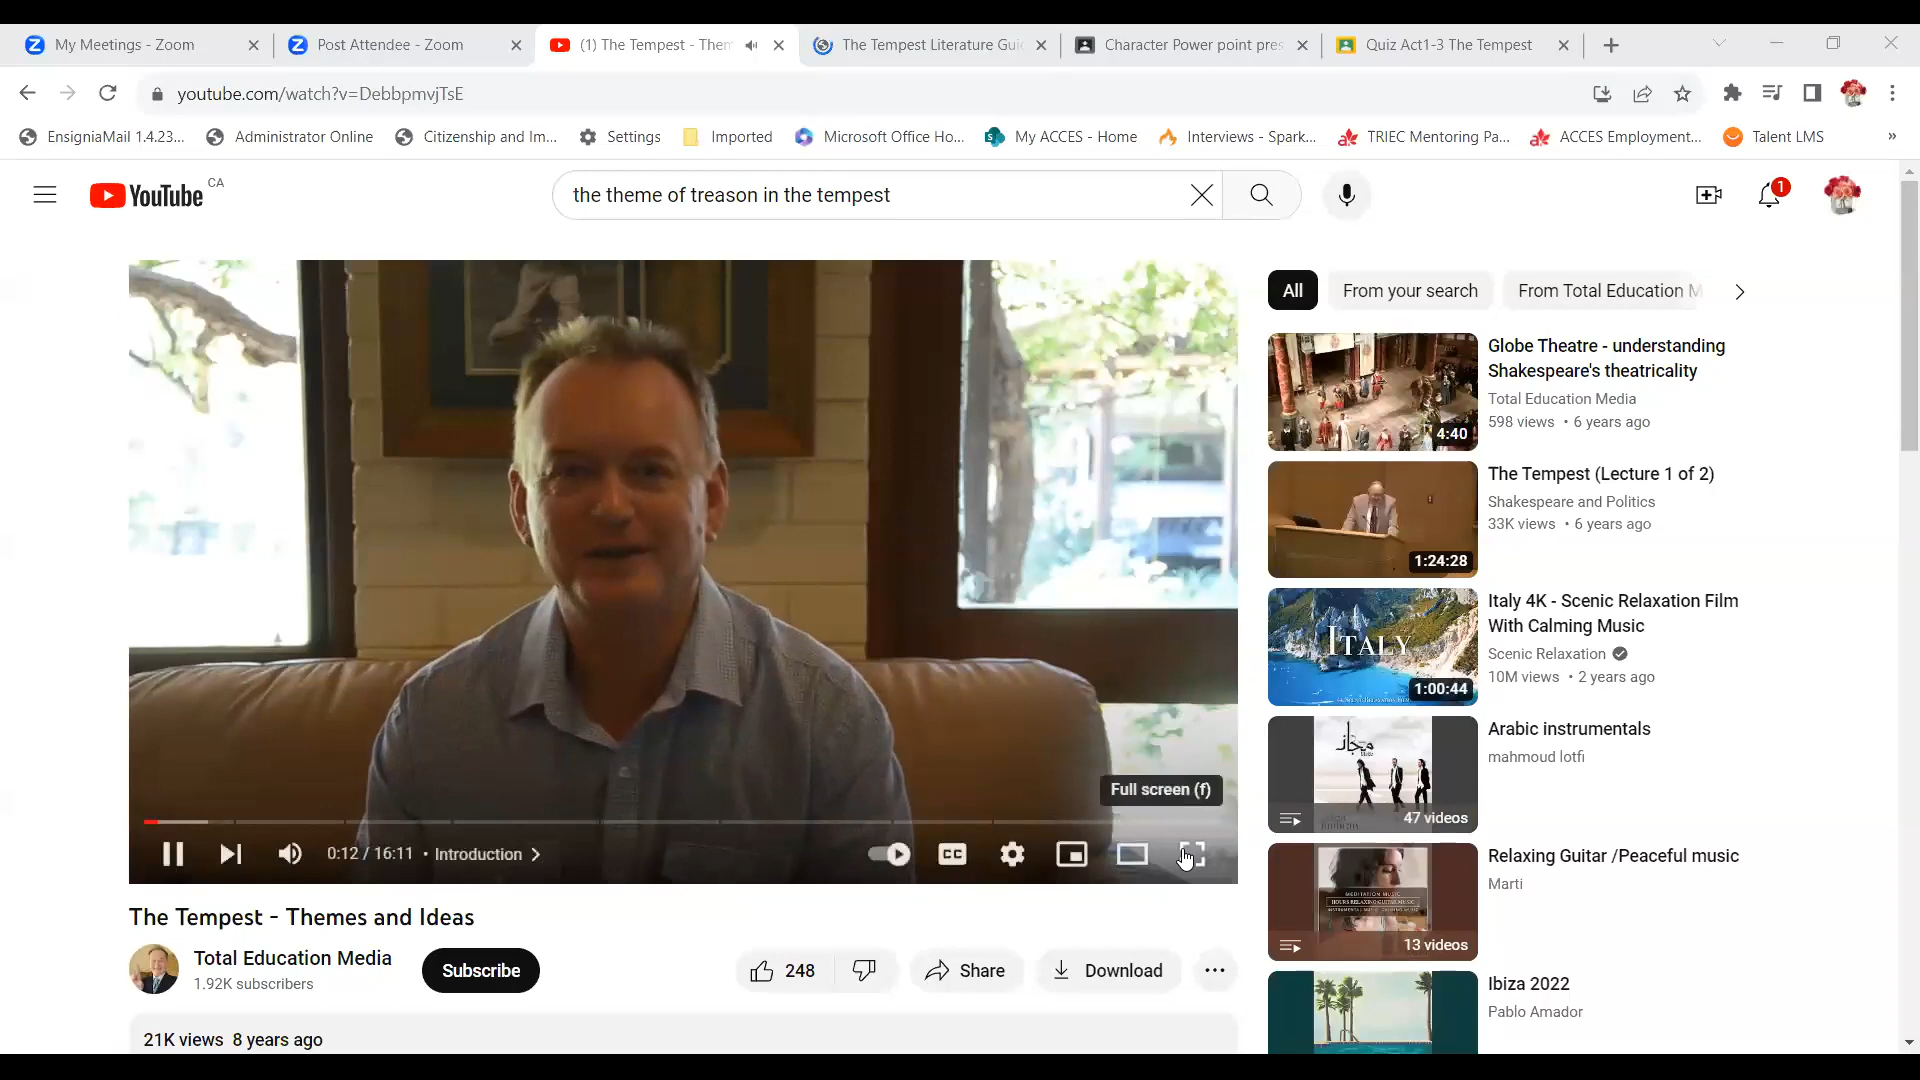 My Meetings - Zoom
Post Attendee - Zoom
(1) The Tempest - Them
The Tempest Literature Gui
Character Power point pres
Quiz Act1-3 The Tempest
youtube.com/watch?v=DebbpmvjTsE
EnsigniaMail 1.4.23...
Administrator Online
Citizenship and Im...
Settings
Imported
Microsoft Office Ho...
My ACCES - Home
Interviews - Spark...
TRIEC Mentoring Pa...
ACCES Employment...
Talent LMS
»
YouTube CA
the theme of treason in the tempest
1
All
From your search
From Total Education M
Globe Theatre - understanding
Shakespeare's theatricality
Total Education Media
598 views • 6 years ago
4:40
The Tempest (Lecture 1 of 2)
Shakespeare and Politics
33K views • 6 years ago
1:24:28
Italy 4K - Scenic Relaxation Film
With Calming Music
Scenic Relaxation
10M views • 2 years ago
ITALY
1:00:44
Arabic instrumentals
mahmoud lotfi
مجاز
47 videos
Relaxing Guitar /Peaceful music
Marti
MEDITATION MUSIC
HOURS RELAXING GUITAR MUSIC
13 videos
Ibiza 2022
Pablo Amador
Full screen (f)
0:12 / 16:11 • Introduction
CC
The Tempest - Themes and Ideas
Total Education Media
1.92K subscribers
Subscribe
248
Share
Download
21K views 8 years ago